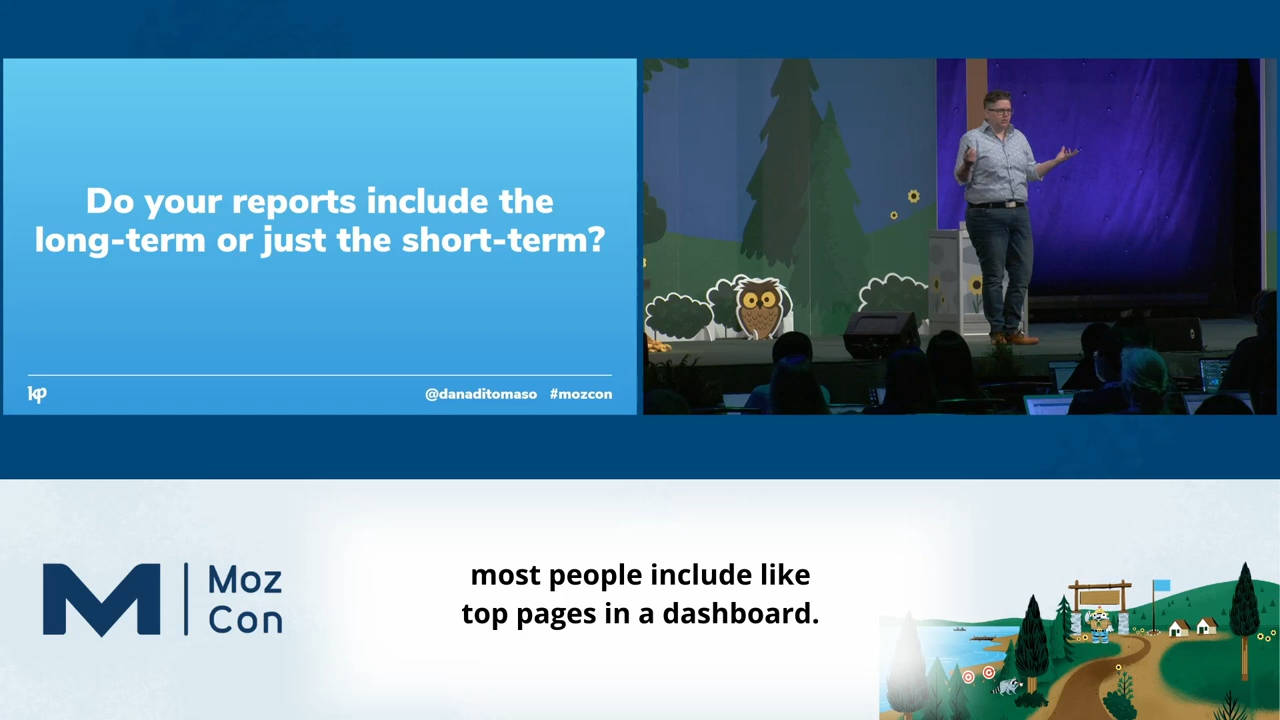 Do your reports include the
long-term or just the short-term?
kp
@danaditomaso #mozcon
Moz
Con
most people include like
top pages in a dashboard.